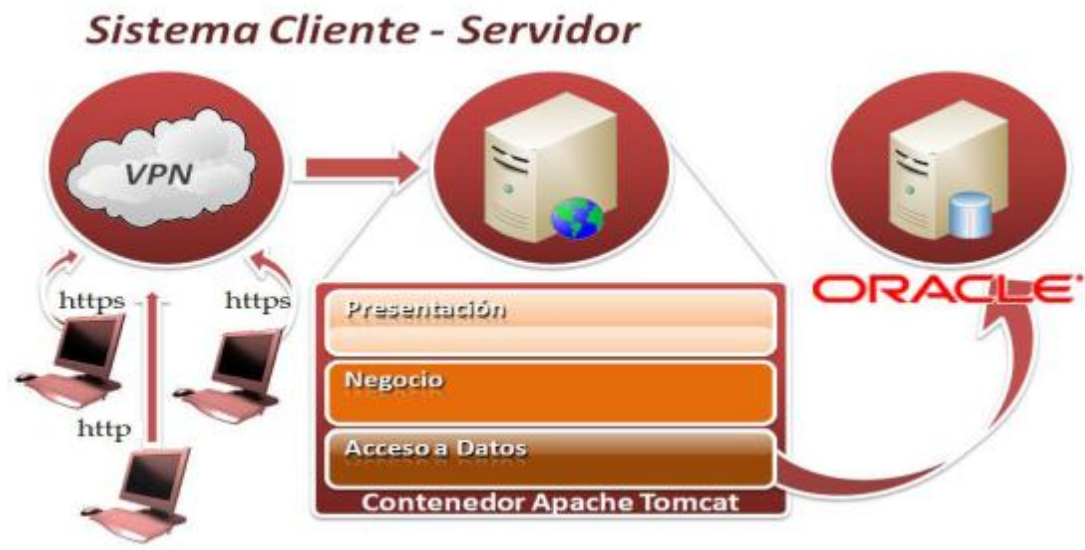 Sistema Cliente - Servidor
VPN
https
https
http
Presentación
Negocio
Acceso a Datos
Contenedor Apache Tomcat
ORACLE